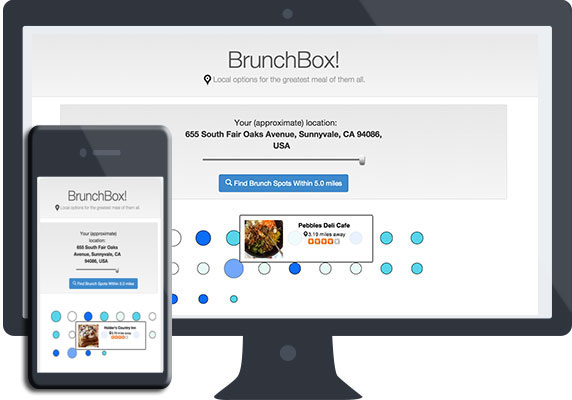 BrunchBox!
Local options for the greatest meal of them all.
Your (approximate) location:
655 South Fair Oaks Avenue, Sunnyvale, CA 94086,
USA
Find Brunch Spots Within 5.0 miles
Pebbles Deli Cafe
3.19 miles away
BrunchBox!
Local options for the greatest meal of them all.
Your (approximate)
location:
655 South Fair Oaks
Avenue, Sunnyvale, CA
94086, USA
Find Brunch Spots Within 5.0 miles
Holder's Country Inn
miles away